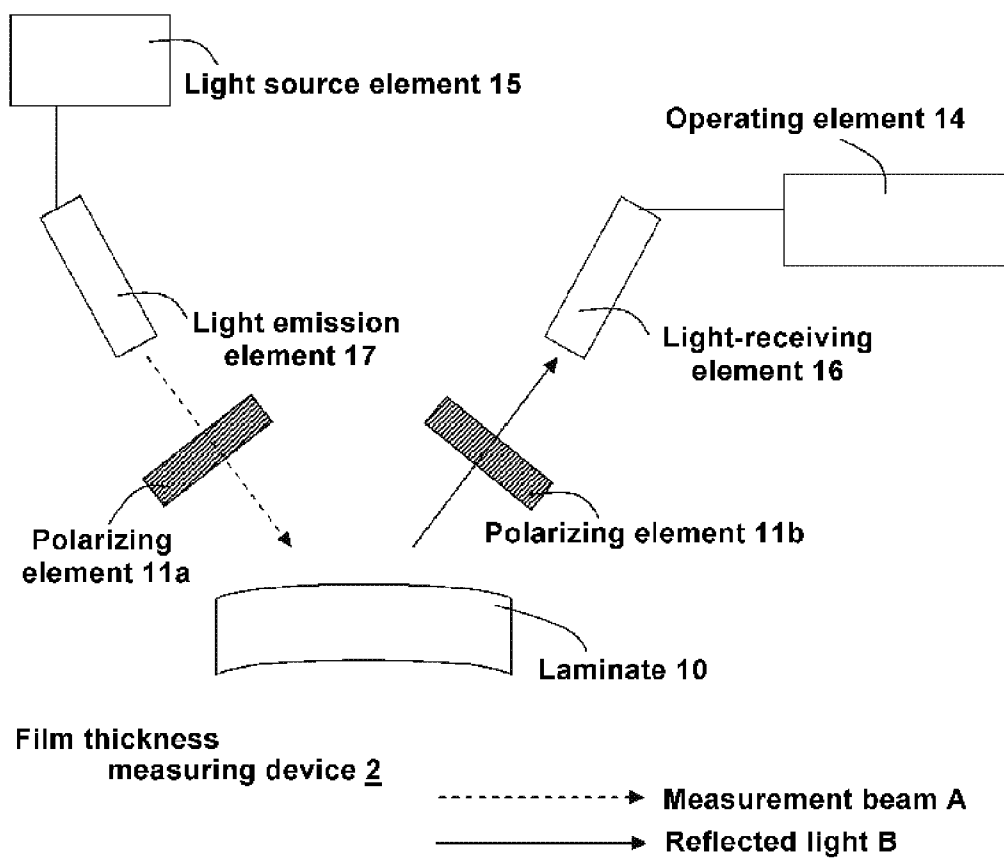 Light source element 15
Operating element 14
Light emission
element 17
Light-receiving
element 16
Polarizing
element 11a
Polarizing element 11b
Laminate 10
Film thickness
measuring device 2
Measurement beam A
Reflected light B